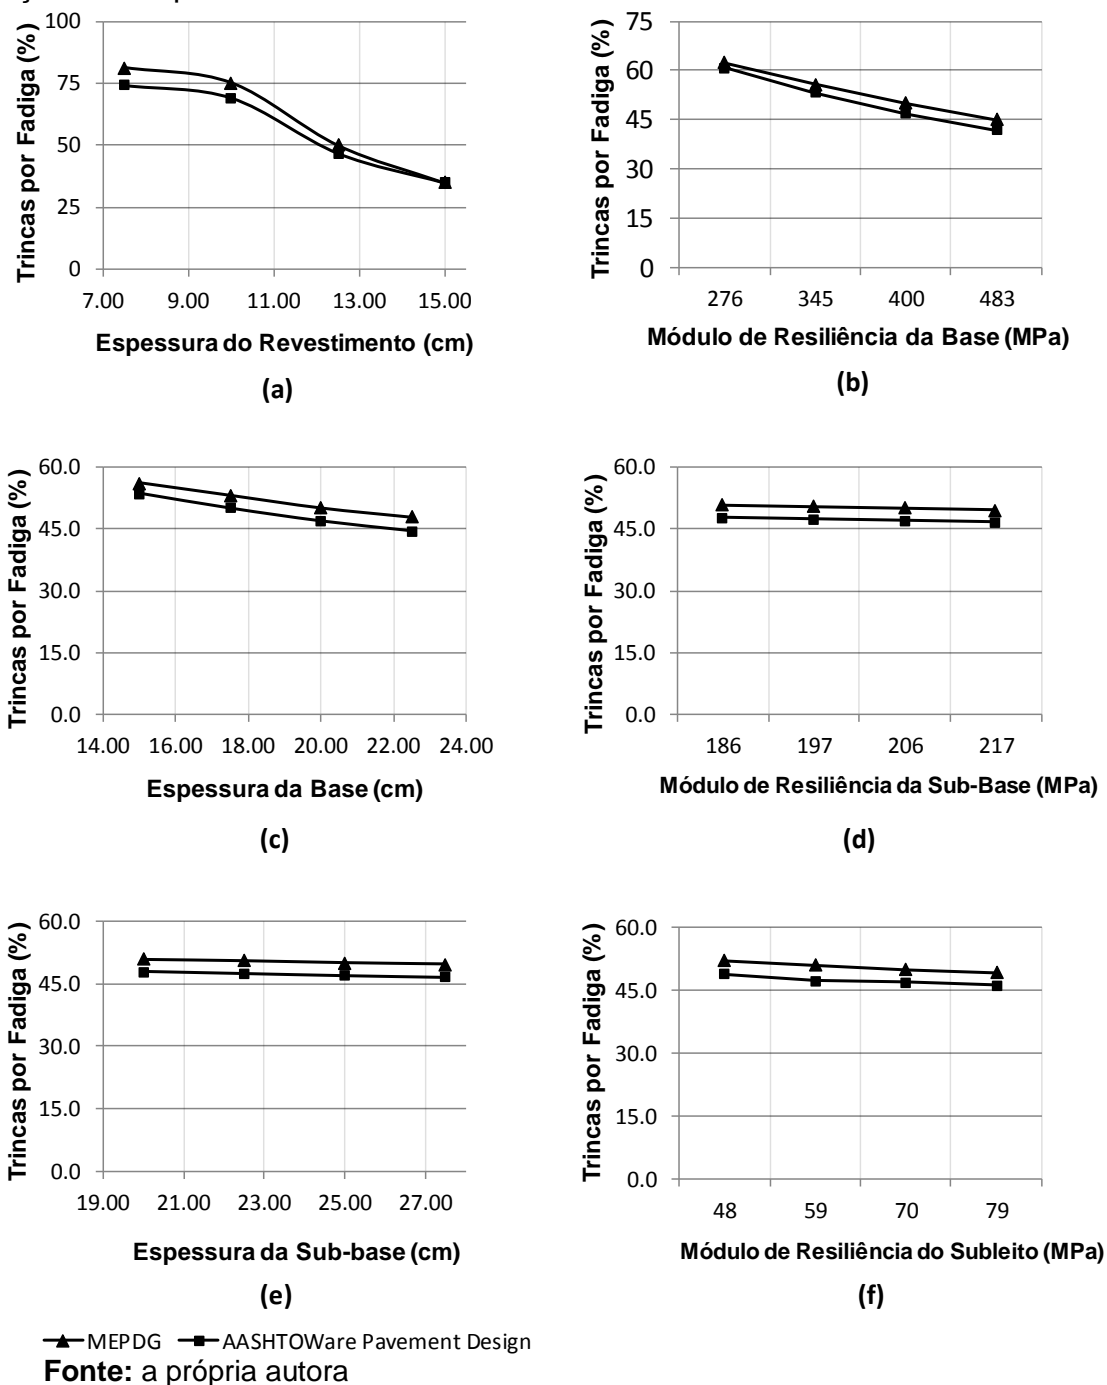 Trincas por Fadiga (%)
100
75
50
25
0
7.00 9.00 11.00 13.00 15.00
Espessura do Revestimento (cm)
(a)
Trincas por Fadiga (%)
75
60
45
30
15
0
276 345 400 483
Módulo de Resiliência da Base (MPa)
(b)
Trincas por Fadiga (%)
60.0
45.0
30.0
15.0
0.0
14.00 16.00 18.00 20.00 22.00 24.00
Espessura da Base (cm)
(c)
Trincas por Fadiga (%)
60.0
45.0
30.0
15.0
0.0
186 197 206 217
Módulo de Resiliência da Sub-Base (MPa)
(d)
Trincas por Fadiga (%)
60.0
45.0
30.0
15.0
0.0
19.00 21.00 23.00 25.00 27.00
Espessura da Sub-base (cm)
(e)
Trincas por Fadiga (%)
60.0
45.0
30.0
15.0
0.0
48 59 70 79
Módulo de Resiliência do Subleito (MPa)
(f)
MEPDG AASHTOWare Pavement Design
Fonte: a própria autora